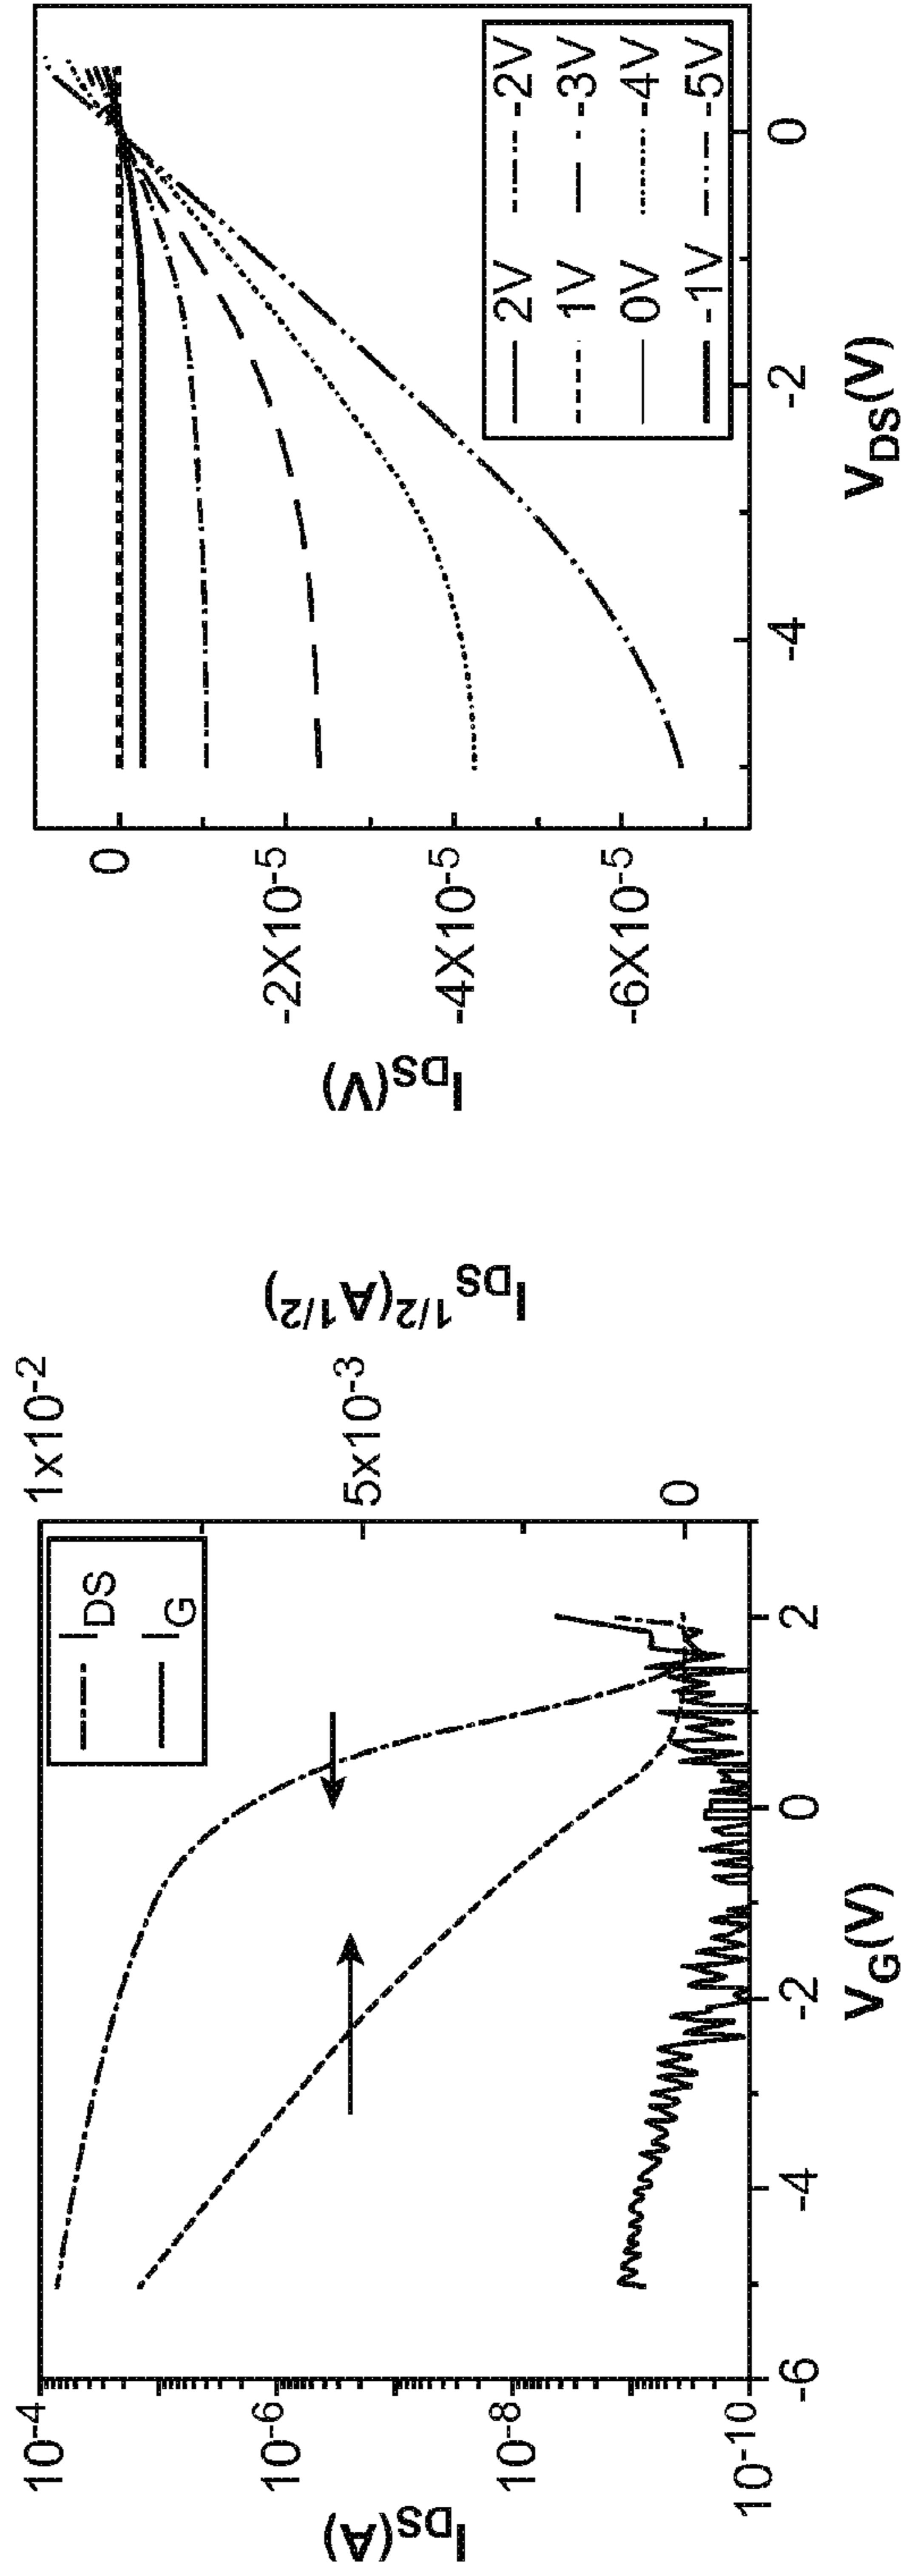 I_DS(A)
10^-4
10^-6
10^-8
10^-10
-6
-4
-2
0
2
V_G(V)
I_DS
I_G
1x10^-2
5x10^-3
0
I_DS^1/2(A^1/2)
I_DS(V)
0
-2X10^-5
-4X10^-5
-6X10^-5
2V -2V
1V -3V
0V -4V
-1V -5V
-4
-2
0
V_DS(V)